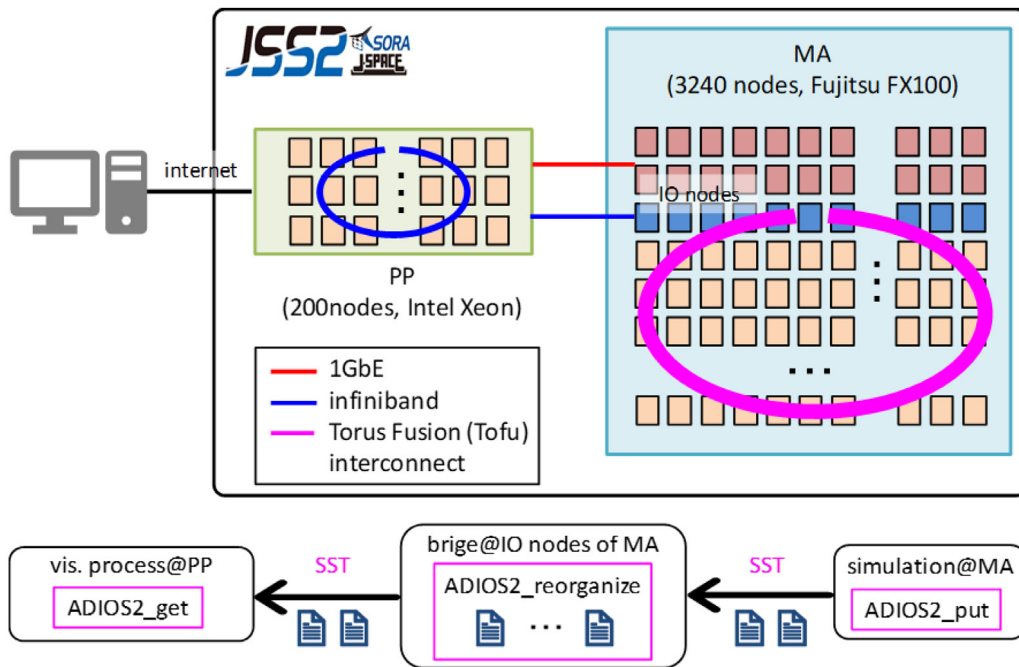 JSS2 SORA
J-SPACE
MA
(3240 nodes, Fujitsu FX100)
internet
IO nodes
PP
(200nodes, Intel Xeon)
1GbE
infiniband
Torus Fusion (Tofu)
interconnect
vis. process@PP
ADIOS2_get
SST
brige@IO nodes of MA
ADIOS2_reorganize
SST
simulation@MA
ADIOS2_put